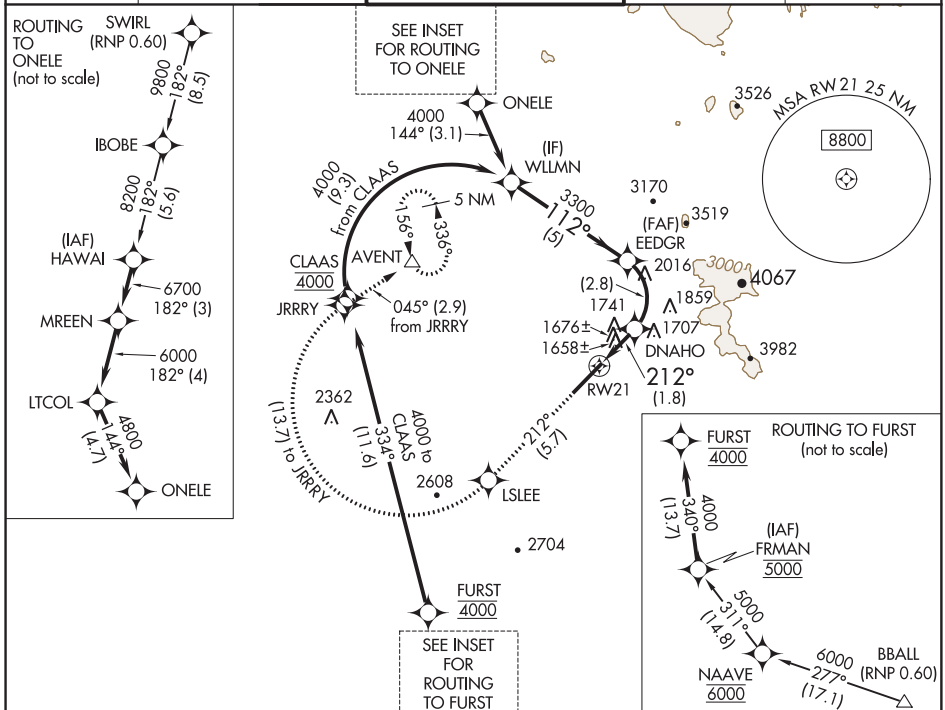 ROUTING
TO
ONELE
(not to scale)
SWIRL
(RNP 0.60)
9800
182°
(8.5)
IBOBE
8200
182°
(5.6)
(IAF)
HAWAI
6700
182° (3)
MREEN
6000
182° (4)
LTCOL
4800
144°
(4.7)
ONELE
SEE INSET
FOR ROUTING
TO ONELE
ONELE
4000
144° (3.1)
(IF)
WLLMN
4000
(9.3)
from CLAAS
5 NM
156°
336°
AVENT
CLAAS
4000
JRRRY
045° (2.9)
from JRRRY
3300
112°
(5)
3170
3526
MSA RW21 25 NM
8800
3519
(FAF)
EEDGR
2016
3000
4067
(2.8)
1741
1859
1676±
1707
1658±
DNAHO
3982
212°
(1.8)
RW21
2362
(13.7) to JRRRY
4000 to
CLAAS
334°
(11.6)
212°
(5.7)
2608
LSLEE
2704
FURST
4000
SEE INSET
FOR
ROUTING
TO FURST
ROUTING TO FURST
(not to scale)
FURST
4000
4000
340°
(13.7)
(IAF)
FRMAN
5000
5000
311°
(14.8)
NAAVE
6000
6000
277°
(17.1)
BBALL
(RNP 0.60)